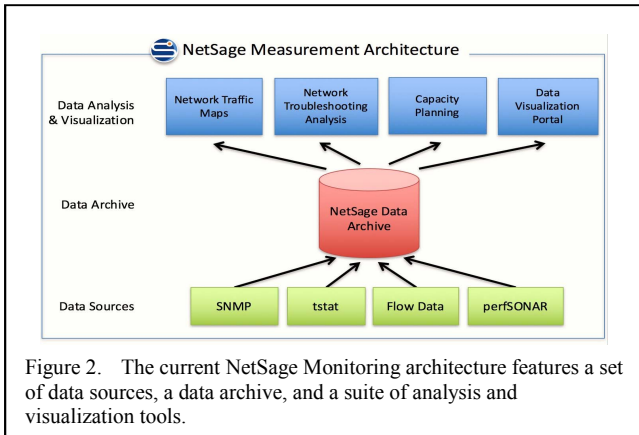 NetSage Measurement Architecture
Data Analysis
& Visualization
Network Traffic
Maps
Network
Troubleshooting
Analysis
Capacity
Planning
Data
Visualization
Portal
Data Archive
NetSage Data
Archive
Data Sources
SNMP
tstat
Flow Data
perfSONAR
Figure 2. The current NetSage Monitoring architecture features a set
of data sources, a data archive, and a suite of analysis and
visualization tools.